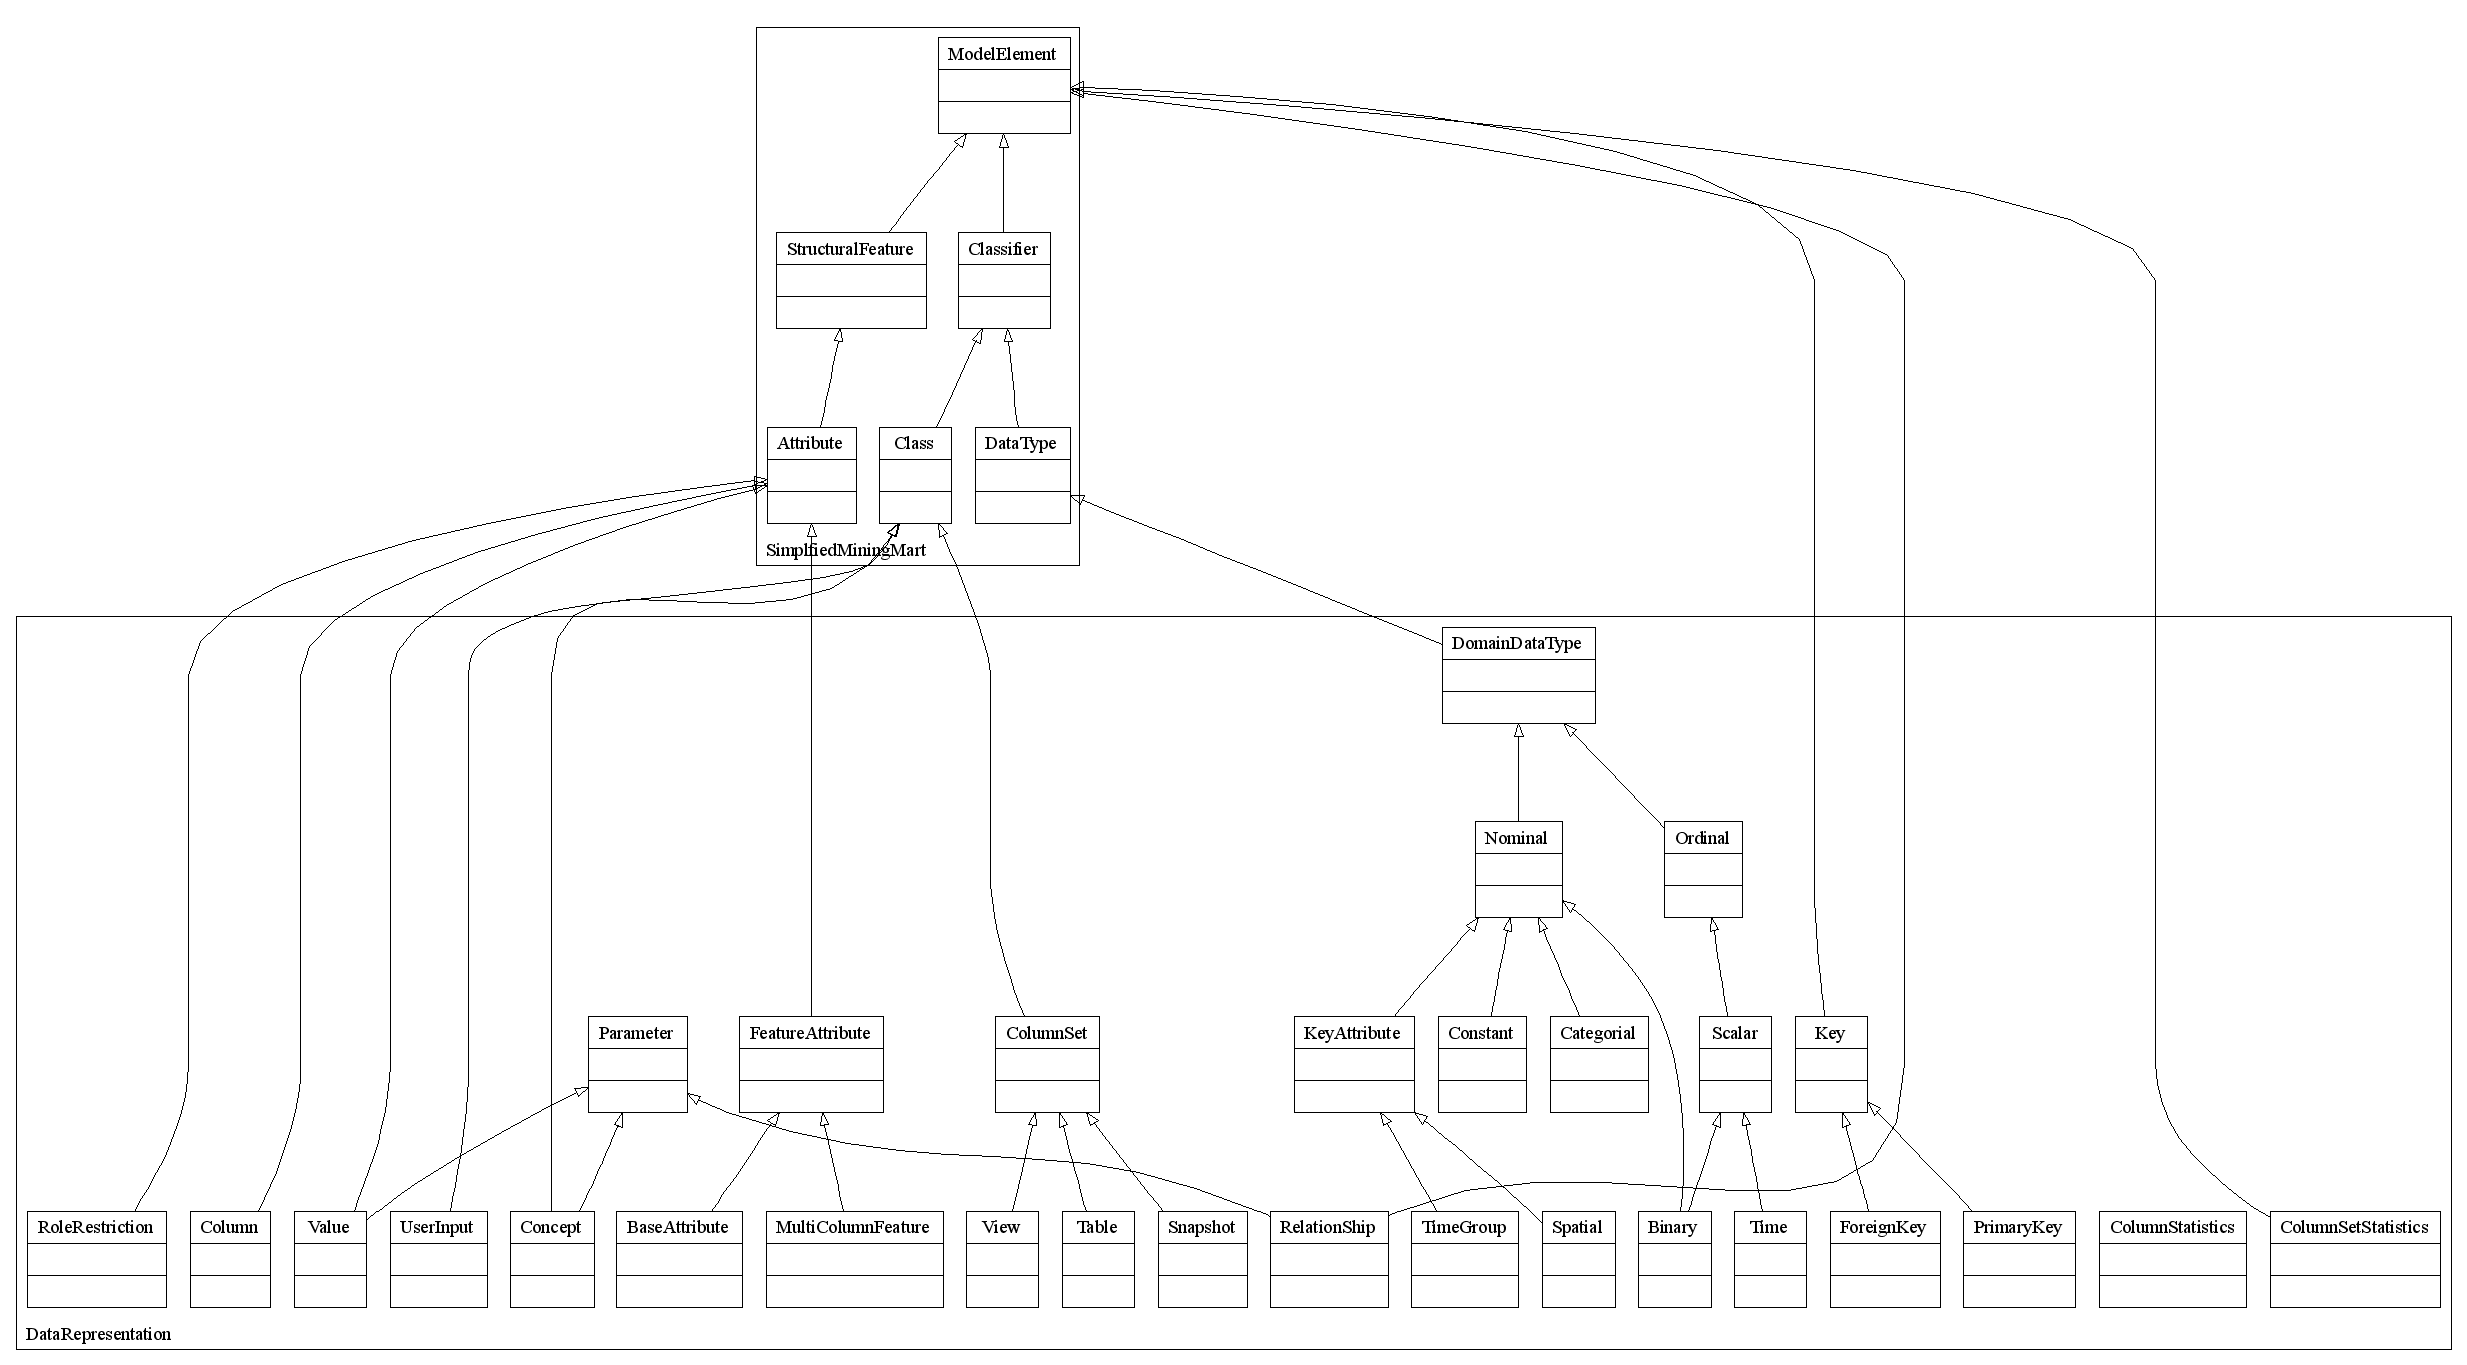 ModelElement
StructuralFeature
Classifier
Attribute
Class
DataType
SimplifiedMiningMart
DomainDataType
Nominal
Ordinal
Parameter
FeatureAttribute
ColumnSet
KeyAttribute
Constant
Categorial
Scalar
Key
RoleRestriction
Column
Value
UserInput
Concept
BaseAttribute
MultiColumnFeature
View
Table
Snapshot
RelationShip
TimeGroup
Spatial
Binary
Time
ForeignKey
PrimaryKey
ColumnStatistics
ColumnSetStatistics
DataRepresentation